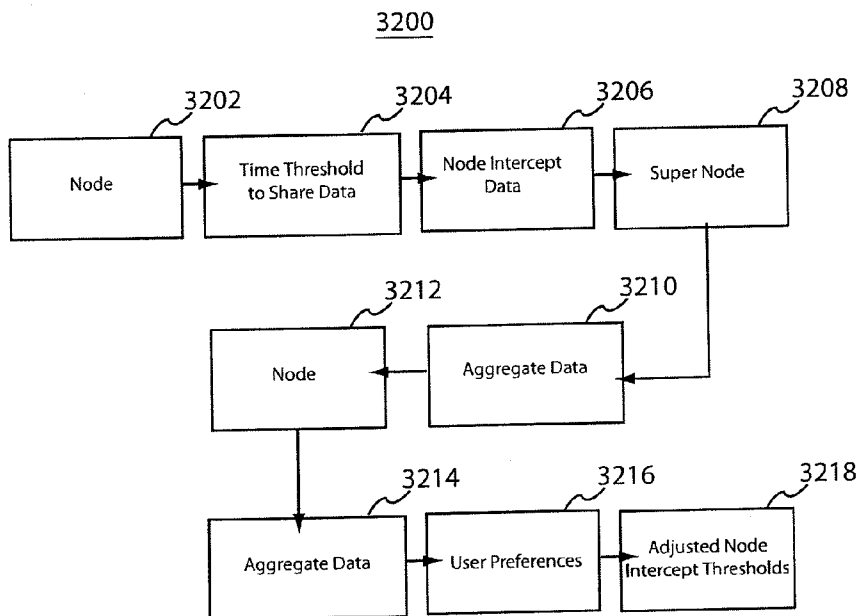 3200
3202
3204
3206
3208
Node
Time Threshold
to Share Data
Node Intercept
Data
Super Node
3212
3210
Node
Aggregate Data
3214
3216
3218
Aggregate Data
User Preferences
Adjusted Node
Intercept Thresholds